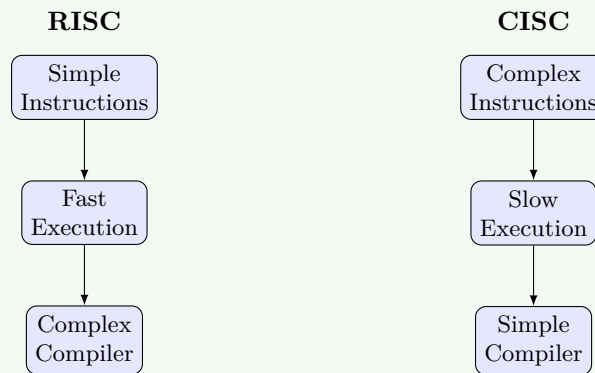 RISC
Simple
Instructions
Fast
Execution
Complex
Compiler
CISC
Complex
Instructions
Slow
Execution
Simple
Compiler